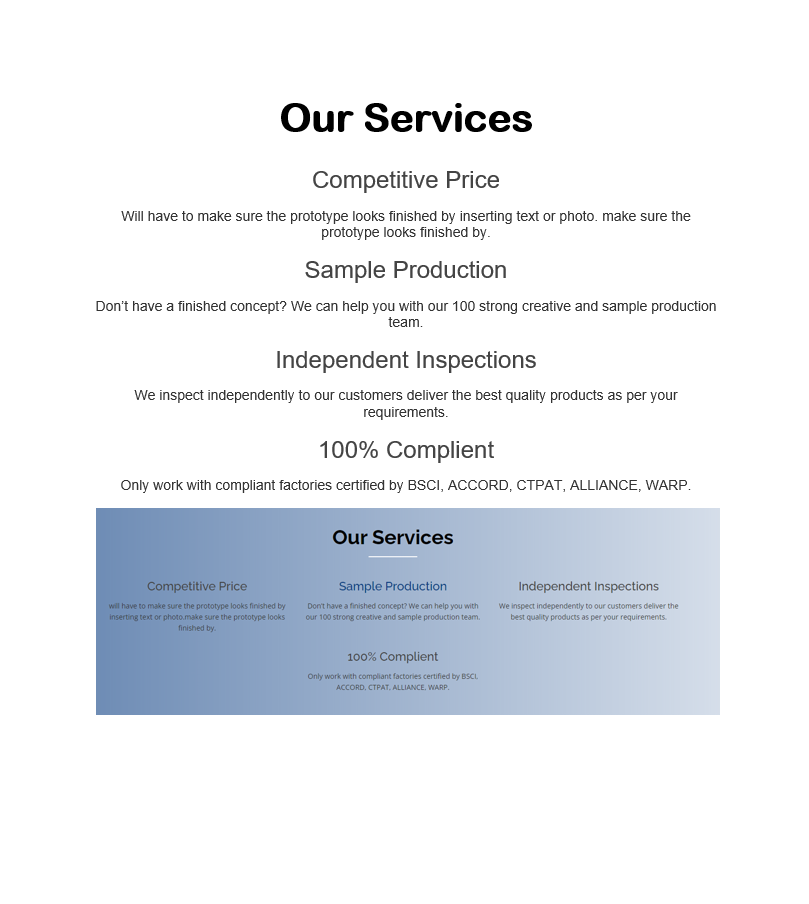 Our Services
Competitive Price
Will have to make sure the prototype looks finished by inserting text or photo. make sure the
prototype looks finished by.
Sample Production
Don’t have a finished concept? We can help you with our 100 strong creative and sample production
team.
Independent Inspections
We inspect independently to our customers deliver the best quality products as per your
requirements.
100% Complient
Only work with compliant factories certified by BSCI, ACCORD, CTPAT, ALLIANCE, WARP.
Our Services
Competitive Price
will have to make sure the prototype looks finished by
inserting text or photo.make sure the prototype looks
finished by.
Sample Production
Don't have a finished concept? We can help you with
our 100 strong creative and sample production team.
Independent Inspections
We inspect independently to our customers deliver the
best quality products as per your requirements.
100% Complient
Only work with compliant factories certified by BSCI,
ACCORD, CTPAT, ALLIANCE, WARP.